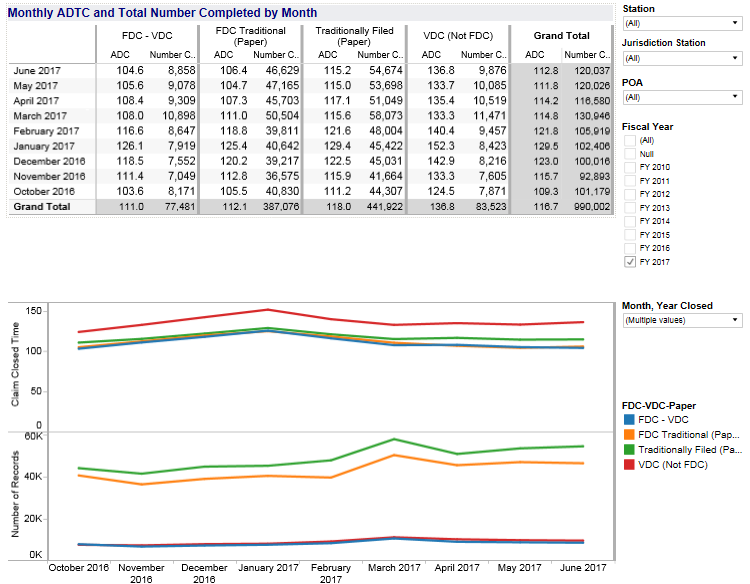 Monthly ADTC and Total Number Completed by Month
FDC - VDC FDC Traditional (Paper) Traditionally Filed (Paper) VDC (Not FDC) Grand Total
ADC Number C.. ADC Number C.. ADC Number C.. ADC Number C.. ADC Number C..
June 2017 104.6 8,858 106.4 46,629 115.2 54,674 136.8 9,876 112.8 120,037
May 2017 105.6 9,078 104.7 47,165 115.0 53,698 133.7 10,085 111.8 120,026
April 2017 108.4 9,309 107.3 45,703 117.1 51,049 135.4 10,519 114.2 116,580
March 2017 108.0 10,898 111.0 50,504 115.6 58,073 133.3 11,471 114.8 130,946
February 2017 116.6 8,647 118.8 39,811 121.6 48,004 140.4 9,457 121.8 105,919
January 2017 126.1 7,919 125.4 40,642 129.4 45,422 152.3 8,423 129.5 102,406
December 2016 118.5 7,552 120.2 39,217 122.5 45,031 142.9 8,216 123.0 100,016
November 2016 111.4 7,049 112.8 36,575 115.9 41,664 133.3 7,605 115.7 92,893
October 2016 103.6 8,171 105.5 40,830 111.2 44,307 124.5 7,871 109.3 101,179
Grand Total 111.0 77,481 112.1 387,076 118.0 441,922 136.8 83,523 116.7 990,002
Station
(All)
Jurisdiction Station
(All)
POA
(All)
Fiscal Year
(All)
Null
FY 2010
FY 2011
FY 2012
FY 2013
FY 2014
FY 2015
FY 2016
FY 2017
Month, Year Closed
(Multiple values)
FDC-VDC-Paper
FDC - VDC
FDC Traditional (Pap...
Traditionally Filed (Pa...
VDC (Not FDC)
Claim Closed Time
150
100
50
0
Number of Records
60K
40K
20K
0K
October 2016 November 2016 December 2016 January 2017 February 2017 March 2017 April 2017 May 2017 June 2017